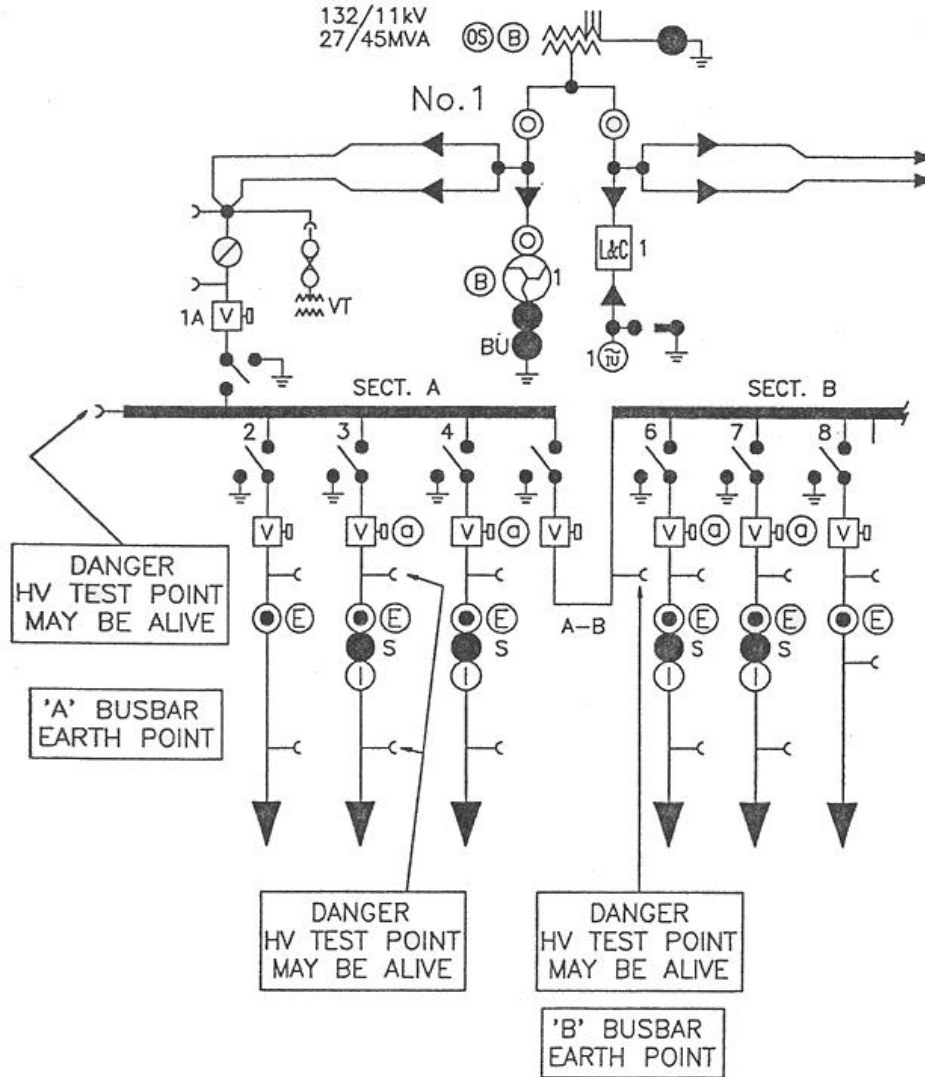 132/11kV
27/45MVA
OS B
No.1
L&C 1
B 1
VT
1A V
BU
1
SECT. A
SECT. B
2 3 4 6 7 8
V V a V a V V a V a V
DANGER
HV TEST POINT
MAY BE ALIVE
E E E E E E
A-B
S S S S
'A' BUSBAR
EARTH POINT
DANGER
HV TEST POINT
MAY BE ALIVE
DANGER
HV TEST POINT
MAY BE ALIVE
'B' BUSBAR
EARTH POINT